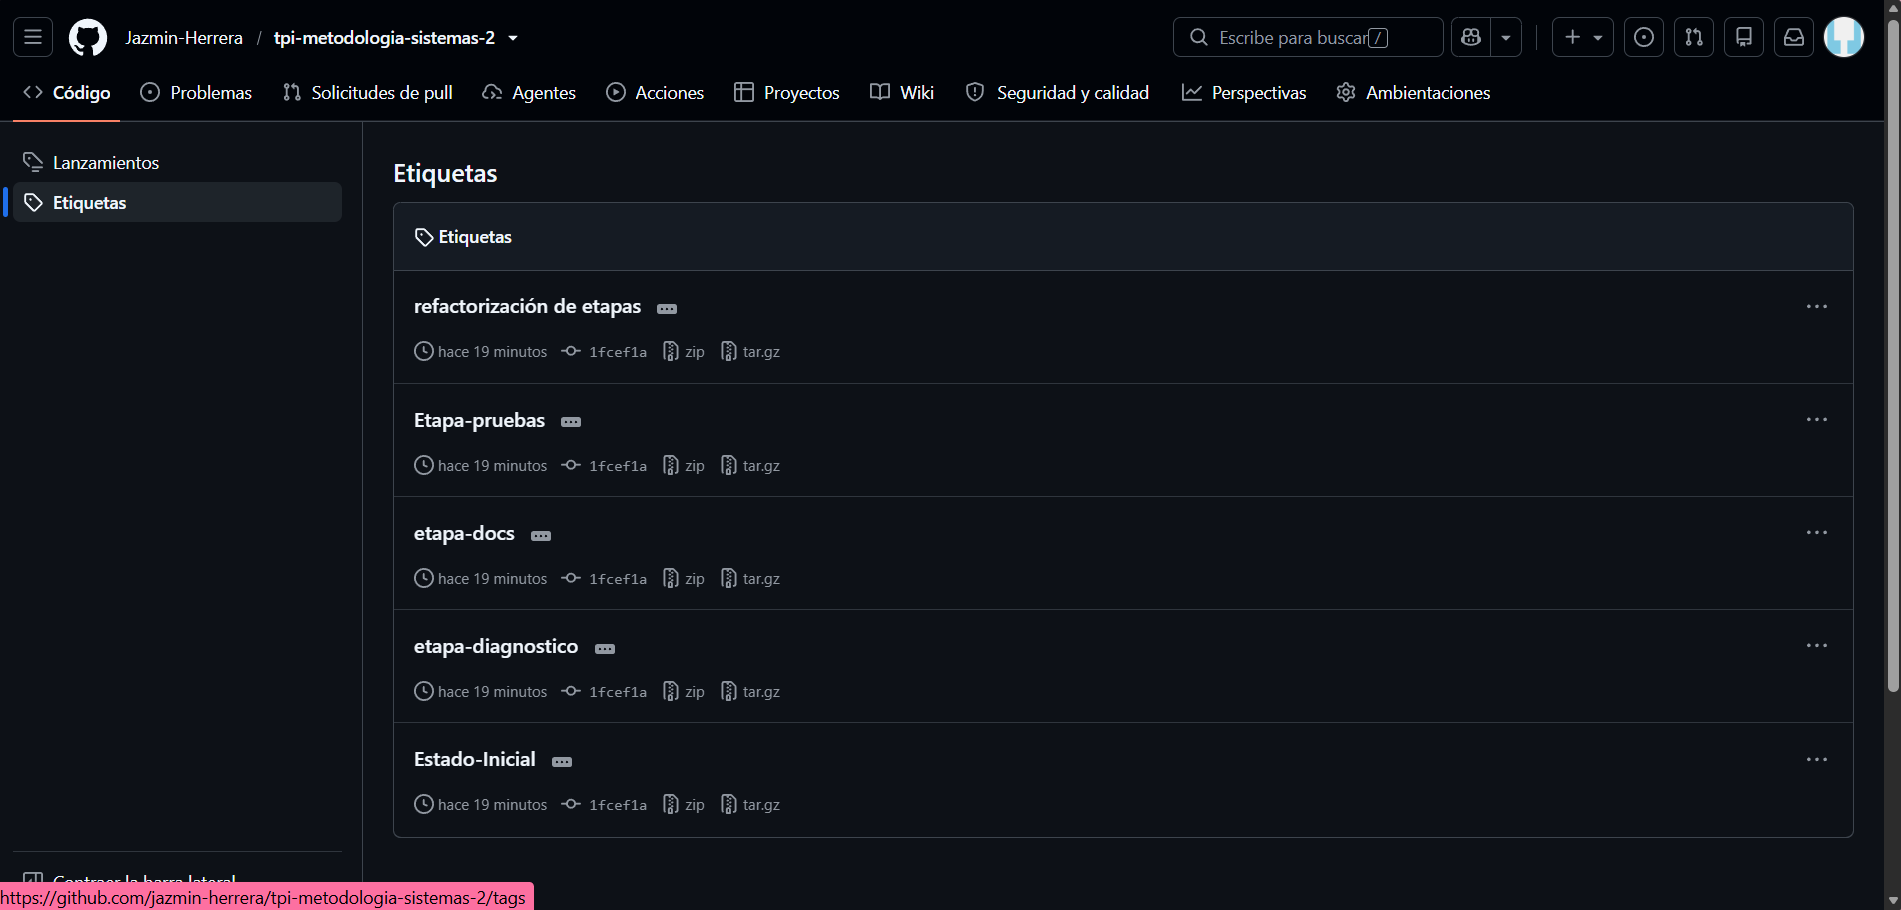 Jazmin-Herrera / tpi-metodologia-sistemas-2
Escribe para buscar /
Código
Problemas
Solicitudes de pull
Agentes
Acciones
Proyectos
Wiki
Seguridad y calidad
Perspectivas
Ambientaciones
Lanzamientos
Etiquetas
Etiquetas
Etiquetas
refactorización de etapas
hace 19 minutos 1fcef1a zip tar.gz
Etapa-pruebas
hace 19 minutos 1fcef1a zip tar.gz
etapa-docs
hace 19 minutos 1fcef1a zip tar.gz
etapa-diagnostico
hace 19 minutos 1fcef1a zip tar.gz
Estado-Inicial
hace 19 minutos 1fcef1a zip tar.gz
Contraer la barra lateral
https://github.com/jazmin-herrera/tpi-metodologia-sistemas-2/tags